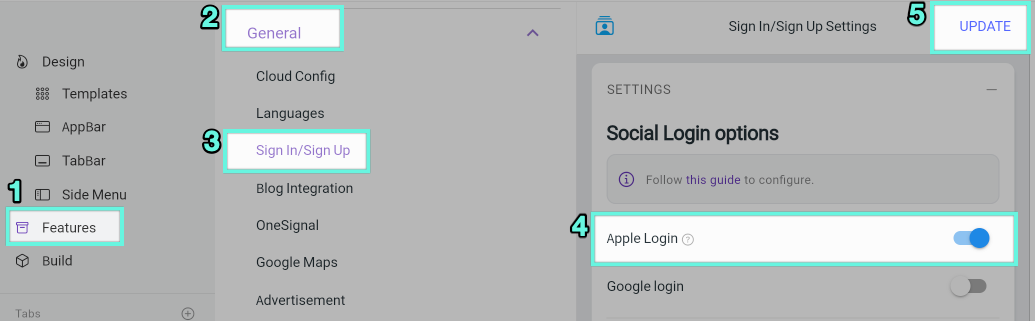 Design
Templates
AppBar
TabBar
Side Menu
1
Features
Build
Tabs
2
General
Cloud Config
Languages
3
Sign In/Sign Up
Blog Integration
OneSignal
Google Maps
Advertisement
Sign In/Sign Up Settings
5
UPDATE
SETTINGS
Social Login options
Follow this guide to configure.
4
Apple Login ?
Google login